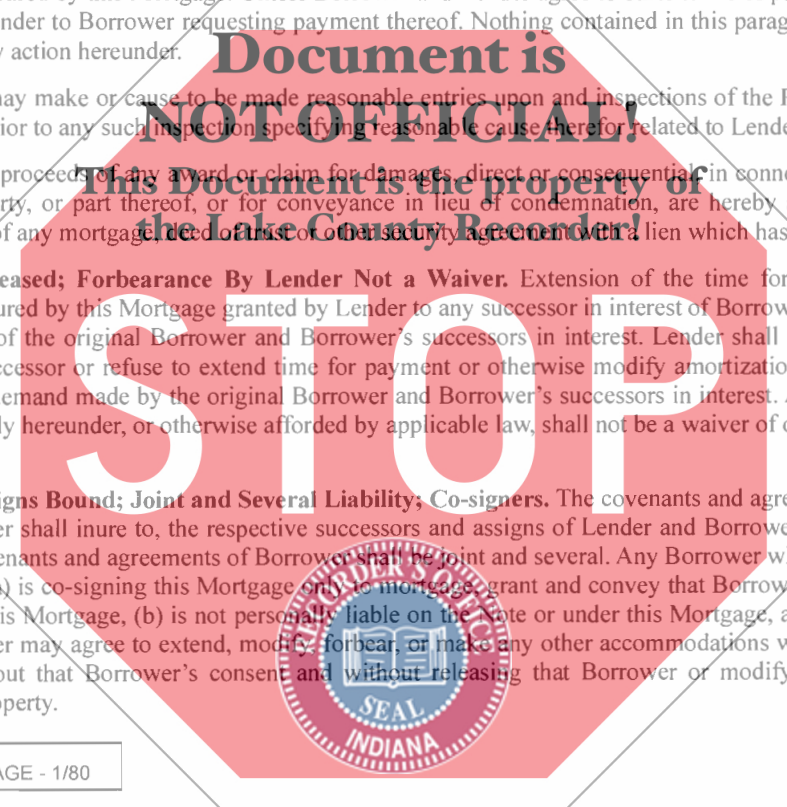 nder to Borrower requesting payment thereof. Nothing contained in this parag
y action hereunder.
Document is
NOT OFFICIAL!
This Document is the property of
the Lake County Recorder!
nay make or cause to be made reasonable entries upon and inspections of the P
ior to any such inspection specifying reasonable cause therefor related to Lende
proceeds of any award or claim for damages, direct or consequential, in conne
rty, or part thereof, or for conveyance in lieu of condemnation, are hereby
of any mortgage, deed of trust or other security agreement with a lien which has
eased; Forbearance By Lender Not a Waiver. Extension of the time for
ured by this Mortgage granted by Lender to any successor in interest of Borrow
of the original Borrower and Borrower's successors in interest. Lender shall
ccessor or refuse to extend time for payment or otherwise modify amortizatio
demand made by the original Borrower and Borrower's successors in interest.
ly hereunder, or otherwise afforded by applicable law, shall not be a waiver of o
STOP
igns Bound; Joint and Several Liability; Co-signers. The covenants and agre
er shall inure to, the respective successors and assigns of Lender and Borrowe
enants and agreements of Borrower shall be joint and several. Any Borrower w
) is co-signing this Mortgage only to mortgage, grant and convey that Borrow
is Mortgage, (b) is not personally liable on the Note or under this Mortgage, a
er may agree to extend, modify, forbear, or make any other accommodations w
out that Borrower's consent and without releasing that Borrower or modify
perty.
RECORDER'S OFFICE
SEAL
INDIANA
AGE - 1/80